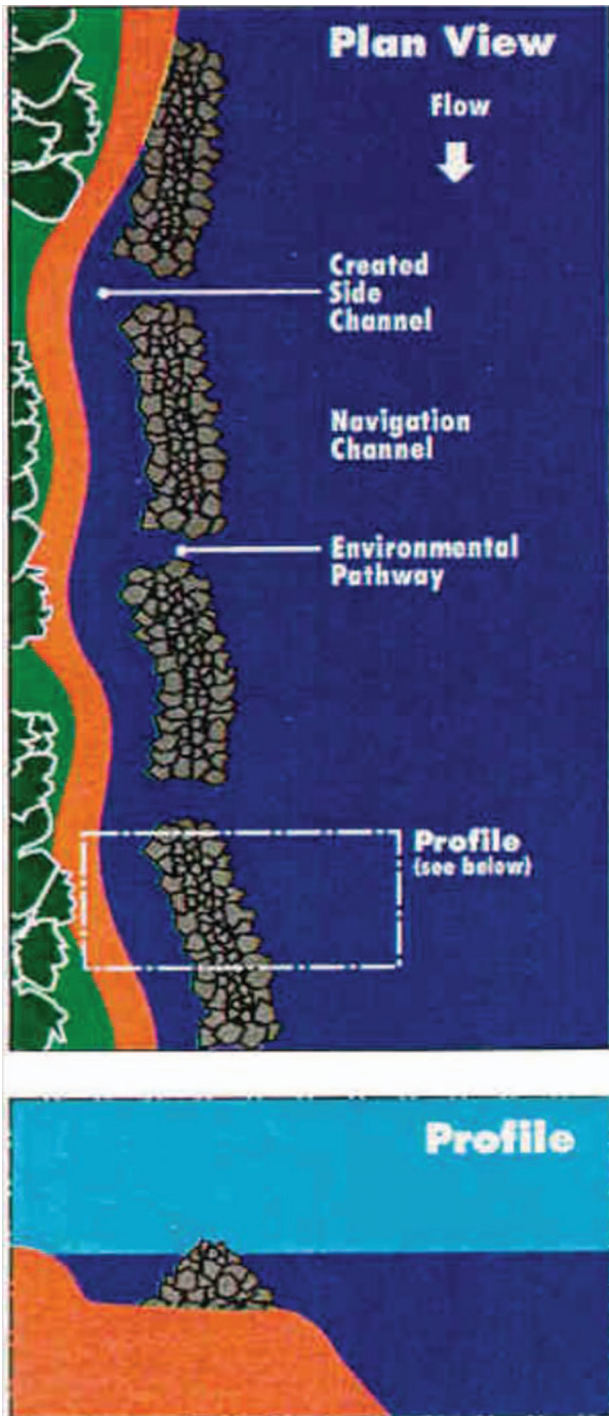 Plan View
Flow
Created
Side
Channel
Navigation
Channel
Environmental
Pathway
Profile
(see below)
Profile